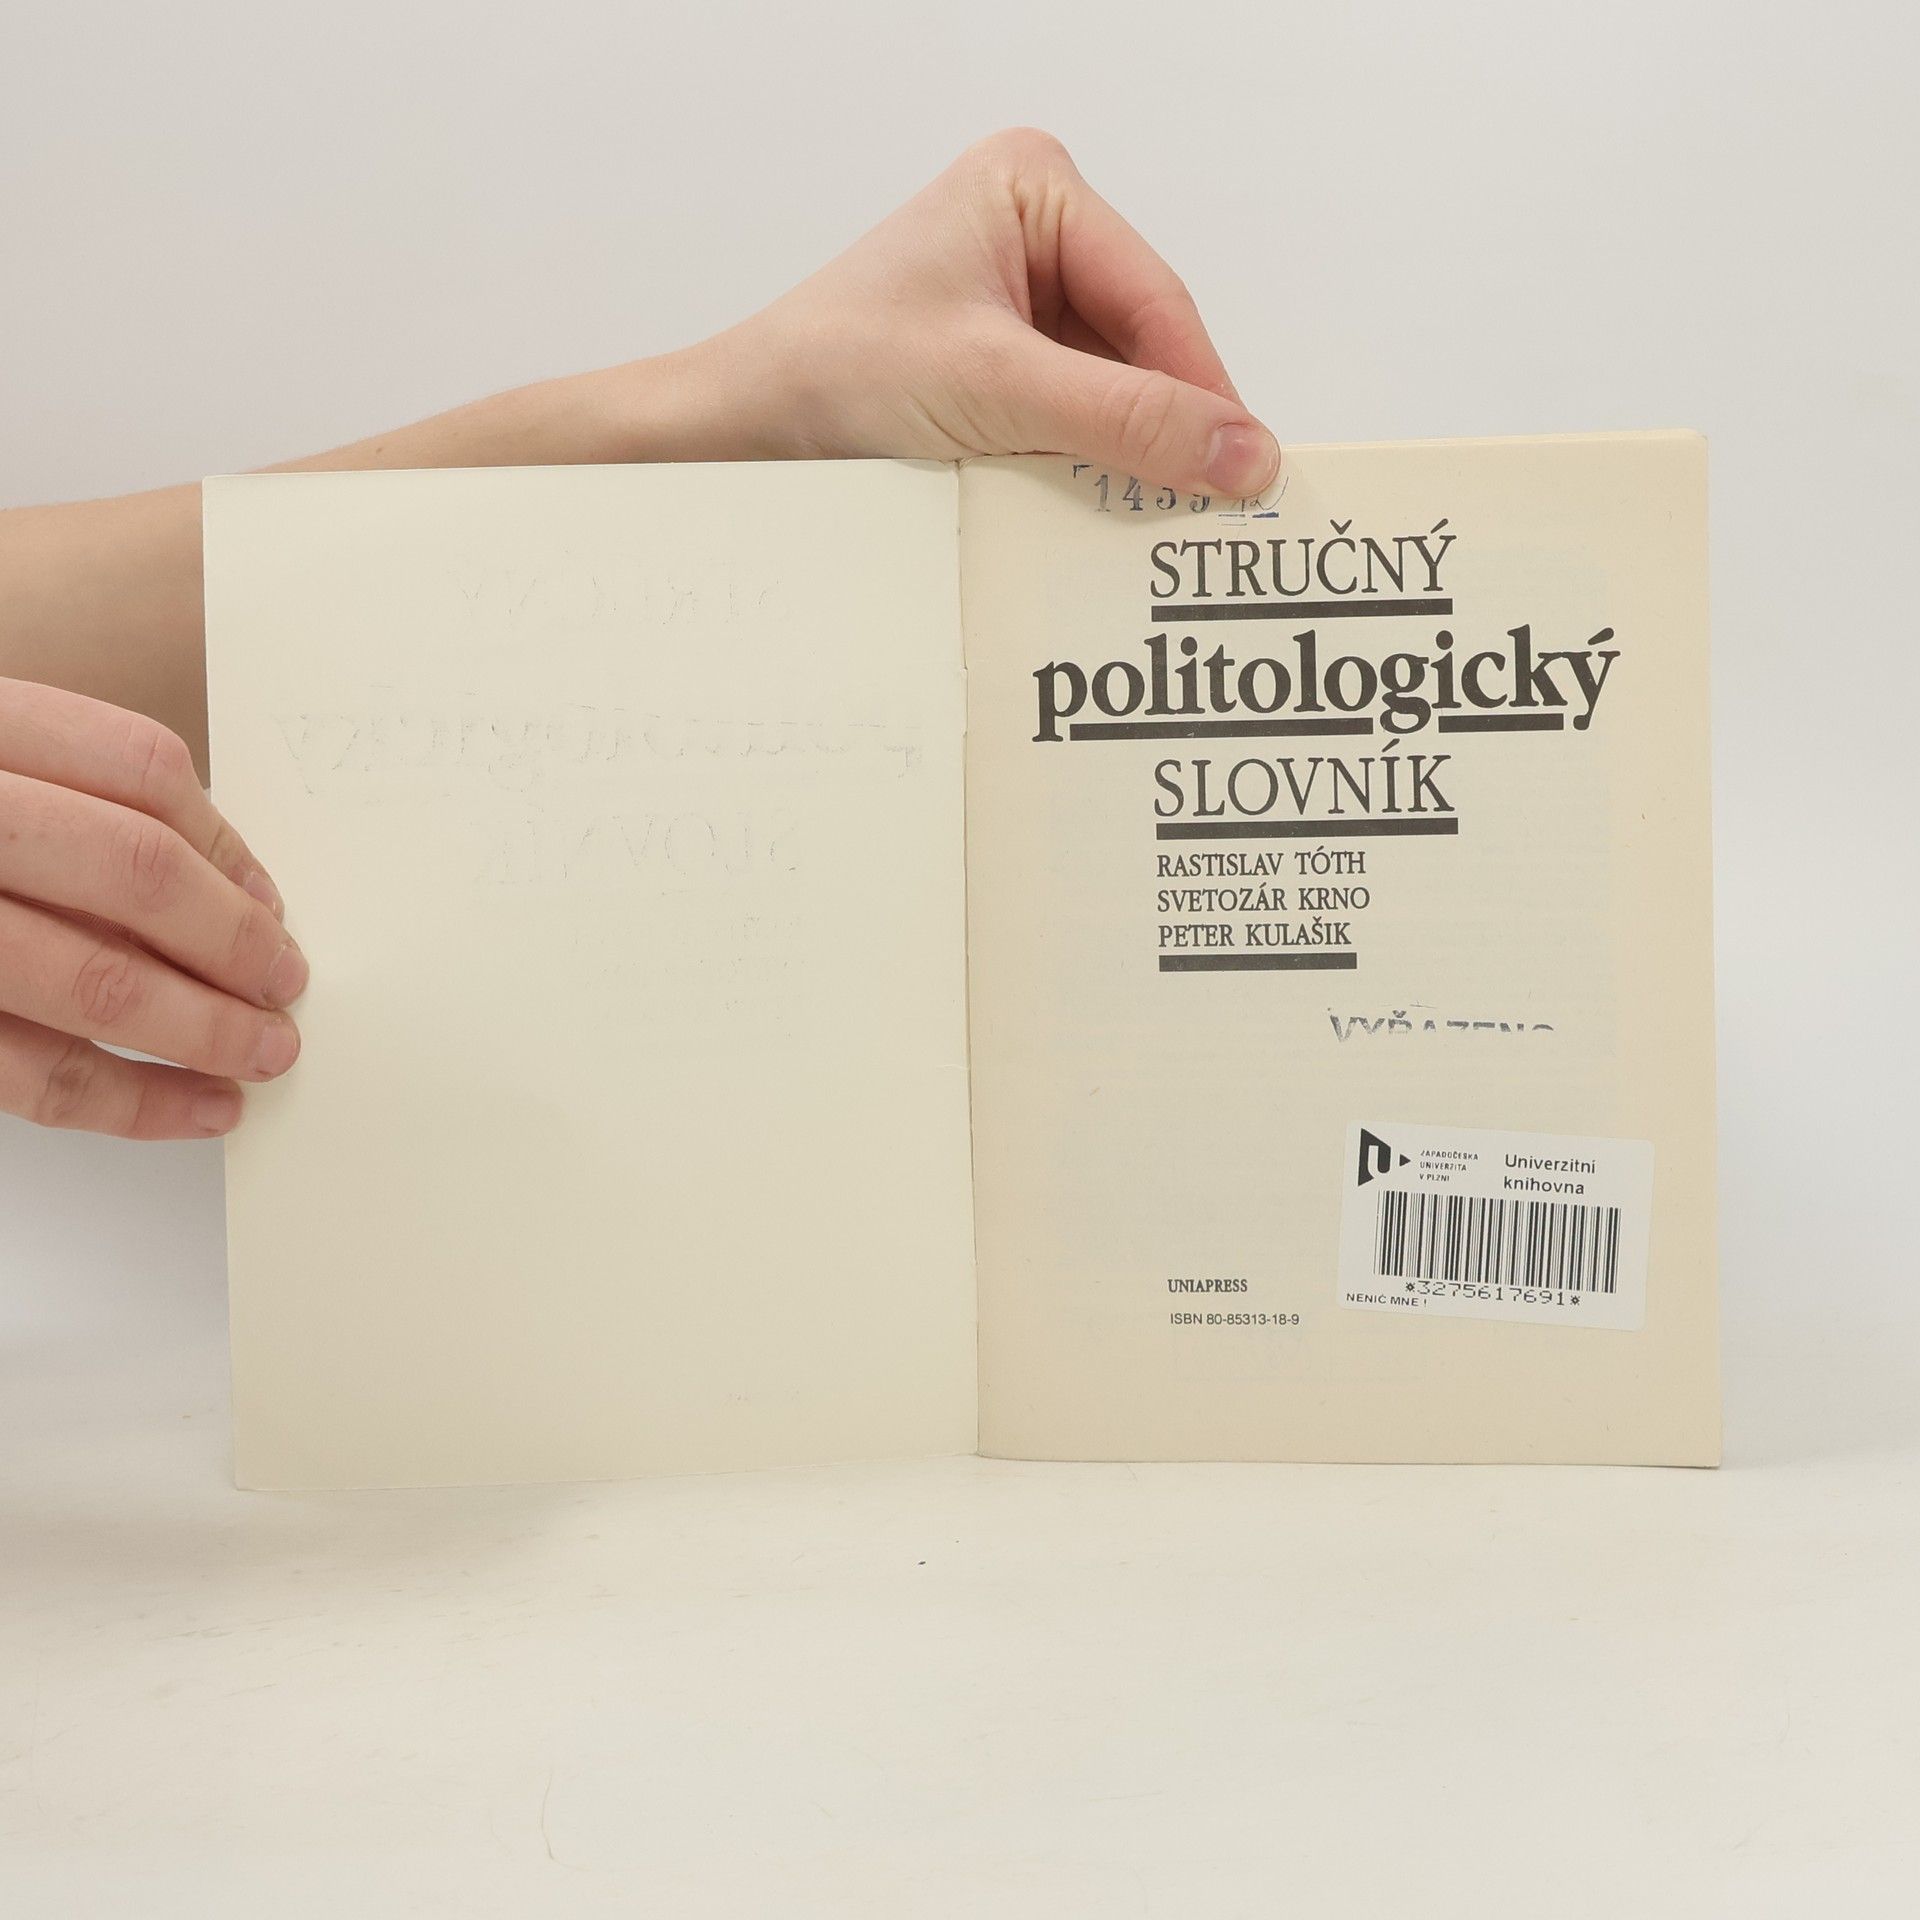 STRUČNÝ
politologický
SLOVNÍK
RASTISLAV TÓTH
SVETOZÁR KRNO
PETER KULAŠIK
VYŘAZENO
ZÁPADOČESKÁ
UNIVERZITA
V PLZNI
Univerzitní
knihovna
*3275617691*
NENIČ MNE !
UNIAPRESS
ISBN 80-85313-18-9